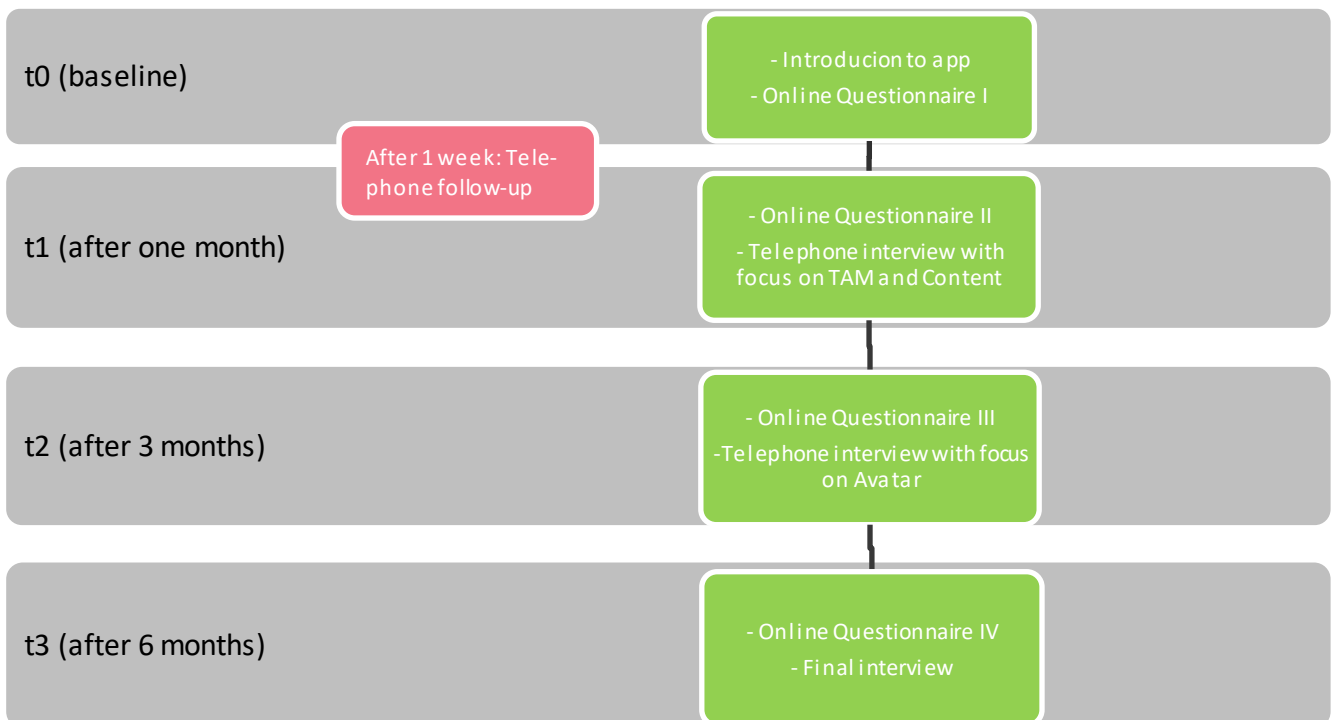 t0 (baseline)
- Introducion to app
- Online Questionnaire I
After 1 week: Tele-
phone follow-up
t1 (after one month)
- Online Questionnaire II
- Telephone interview with
focus on TAM and Content
t2 (after 3 months)
- Online Questionnaire III
-Telephone interview with focus
on Avatar
t3 (after 6 months)
- Online Questionnaire IV
- Final interview